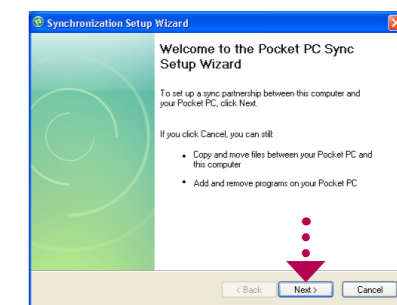 Synchronization Setup Wizard
Welcome to the Pocket PC Sync
Setup Wizard
To set up a sync partnership between this computer and
your Pocket PC, click Next.
If you click Cancel, you can still:
• Copy and move files between your Pocket PC and
this computer
• Add and remove programs on your Pocket PC
< Back
Next >
Cancel